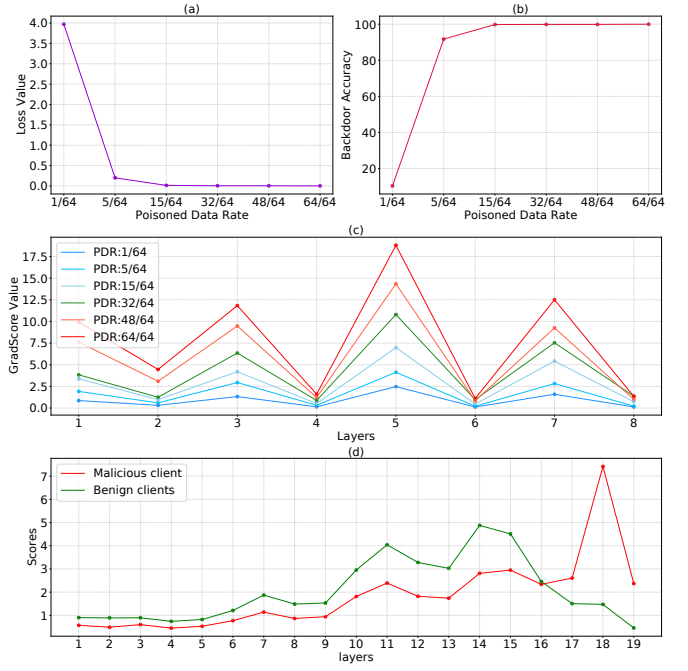 (a)
Loss Value
4.0
3.5
3.0
2.5
2.0
1.5
1.0
0.5
0.0
1/64 5/64 15/64 32/64 48/64 64/64
Poisoned Data Rate
(b)
Backdoor Accuracy
100
80
60
40
20
1/64 5/64 15/64 32/64 48/64 64/64
Poisoned Data Rate
(c)
GradScore Value
17.5
15.0
12.5
10.0
7.5
5.0
2.5
0.0
PDR:1/64
PDR:5/64
PDR:15/64
PDR:32/64
PDR:48/64
PDR:64/64
1 2 3 4 5 6 7 8
Layers
(d)
Scores
7
6
5
4
3
2
1
Malicious client
Benign clients
1 2 3 4 5 6 7 8 9 10 11 12 13 14 15 16 17 18 19
layers